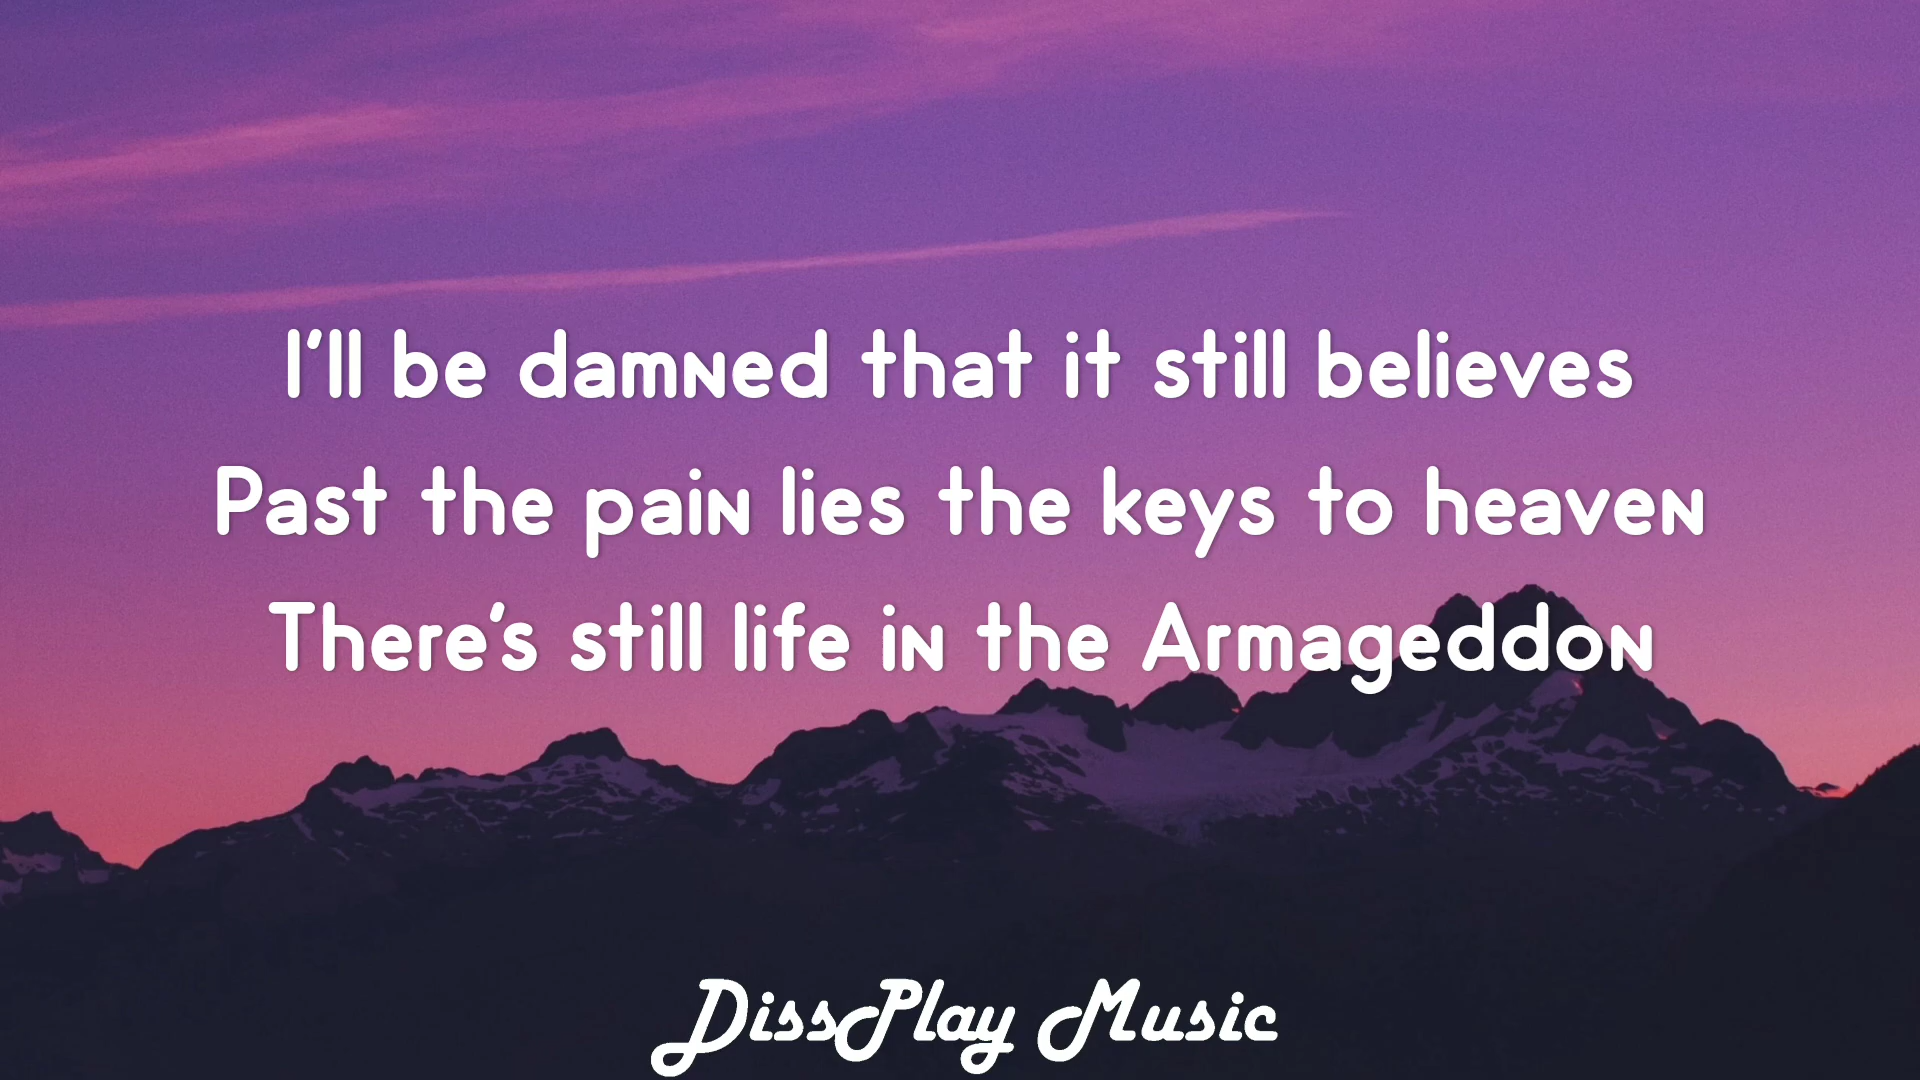 I'll be damned that it still believes
Past the pain lies the keys to heaven
There's still life in the Armageddon
DissPlay Music